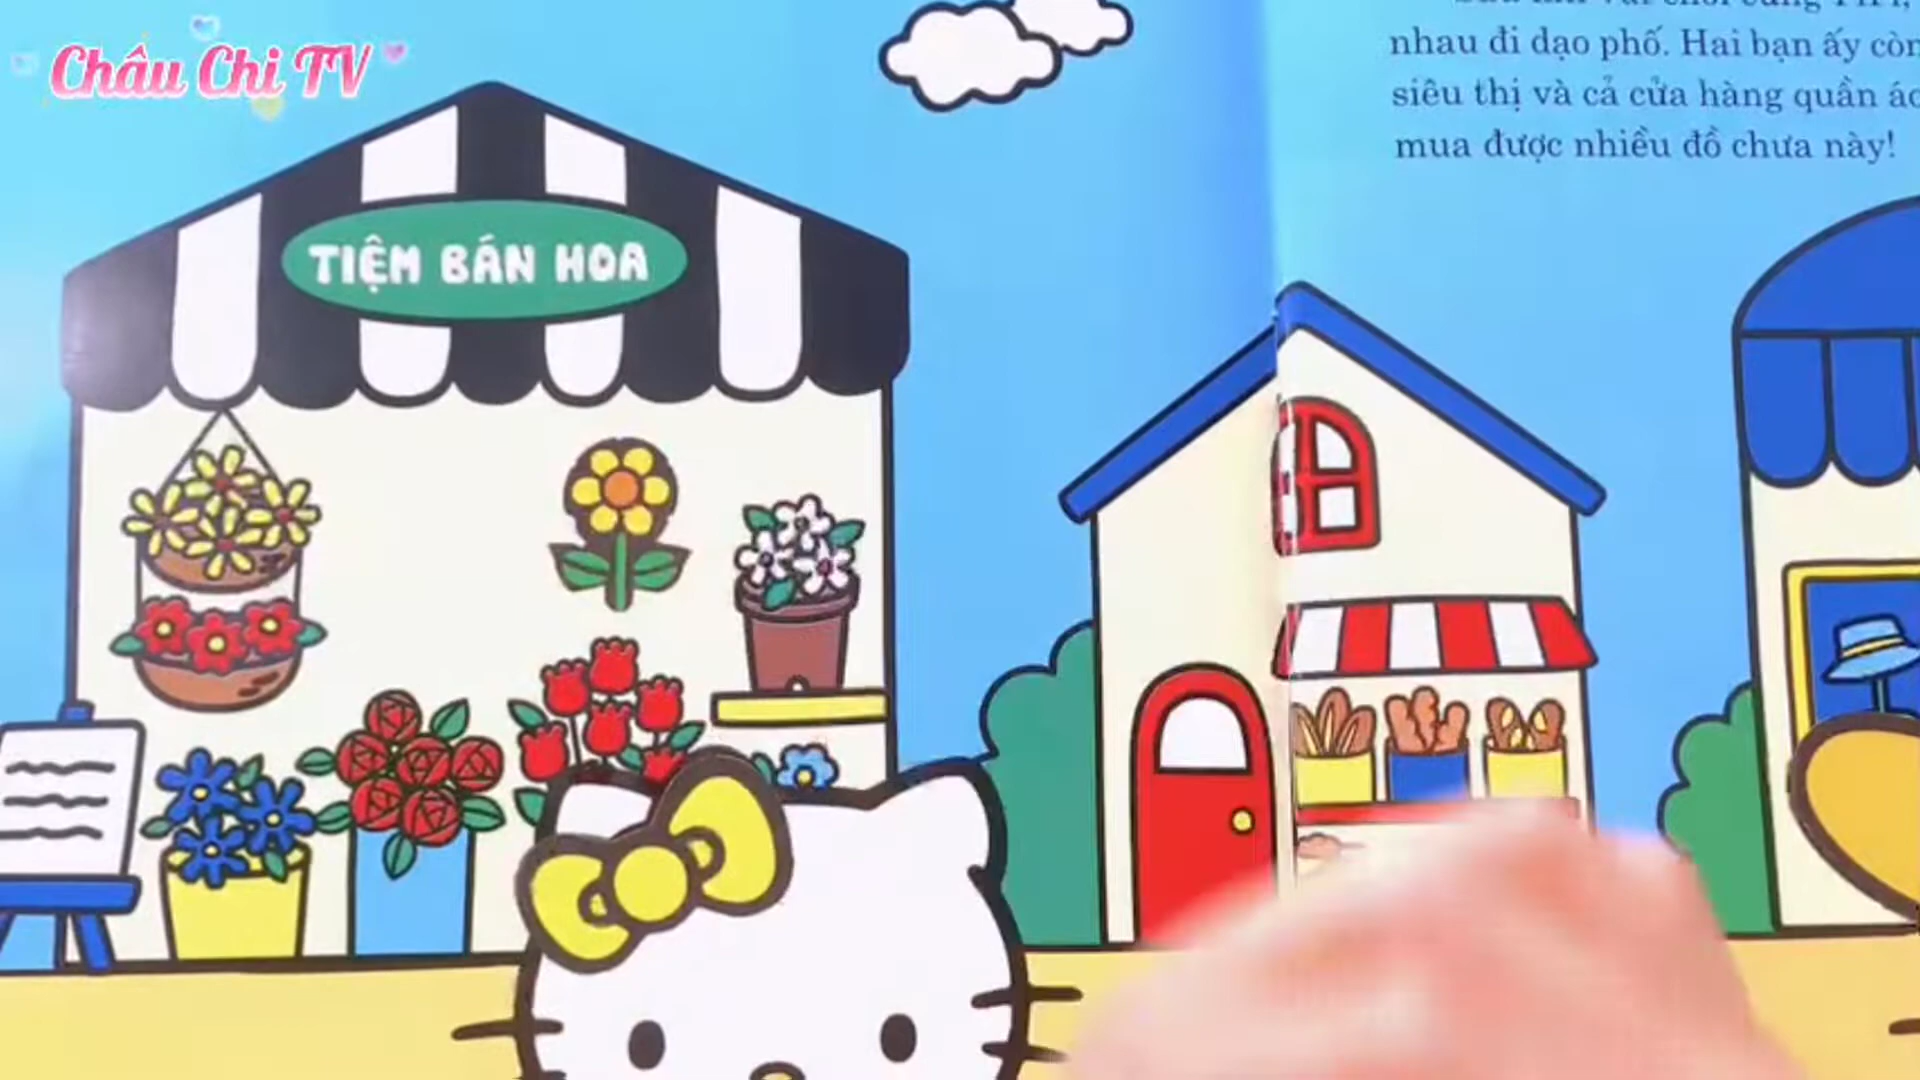 Châu Chi TV
TIỆM BÁN HOA
nhau đi dạo phố. Hai bạn ấy còn
siêu thị và cả cửa hàng quần áo
mua được nhiều đồ chưa này!